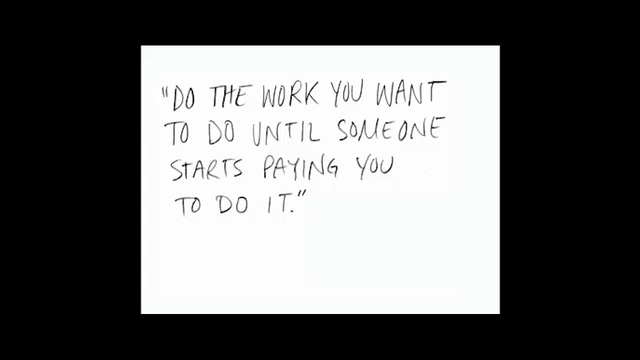 "DO THE WORK YOU WANT
TO DO UNTIL SOMEONE
STARTS PAYING YOU
TO DO IT."